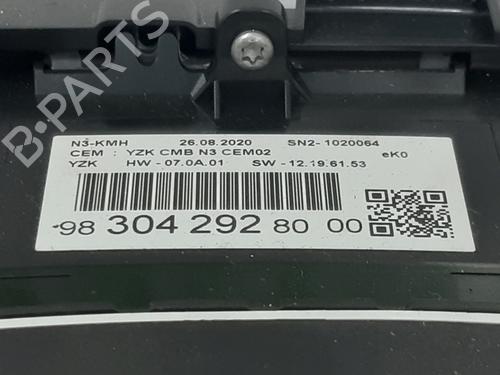 N3-KMH 26.08.2020 SN2-1020064
CEM : YZK CMB N3 CEM02 eK0
YZK HW - 07.0A.01 SW - 12.19.61.53
98 304 292 80 00
B-PARTS